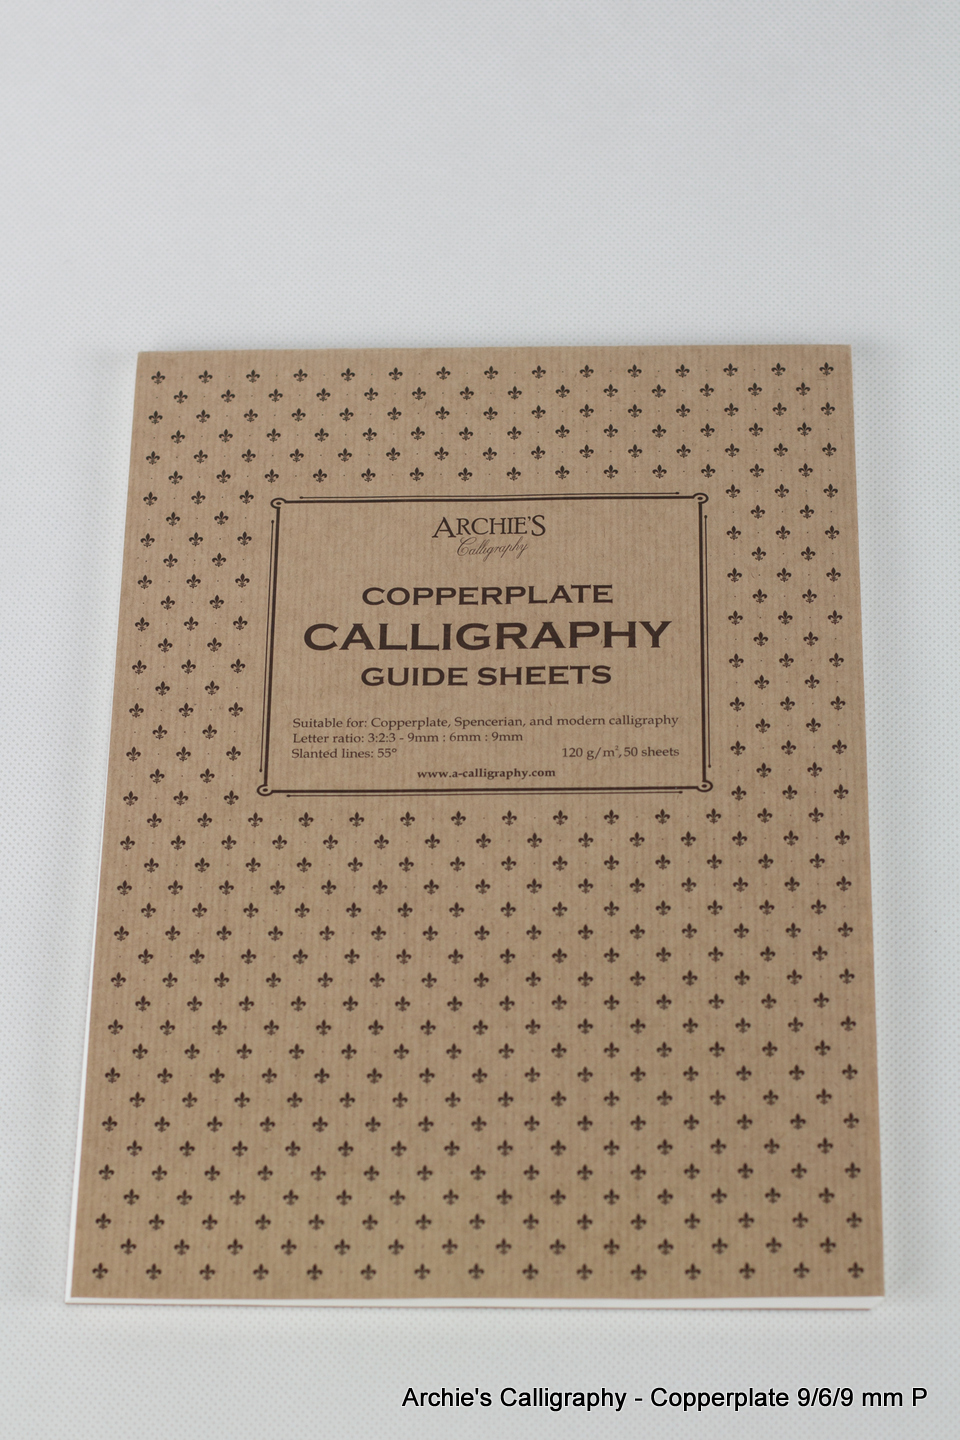 ARCHIE'S
Calligraphy
COPPERPLATE
CALLIGRAPHY
GUIDE SHEETS
Suitable for: Copperplate, Spencerian, and modern calligraphy
Letter ratio: 3:2:3 - 9mm : 6mm : 9mm
Slanted lines: 55° 120 g/m², 50 sheets
www.a-calligraphy.com
Archie's Calligraphy - Copperplate 9/6/9 mm P